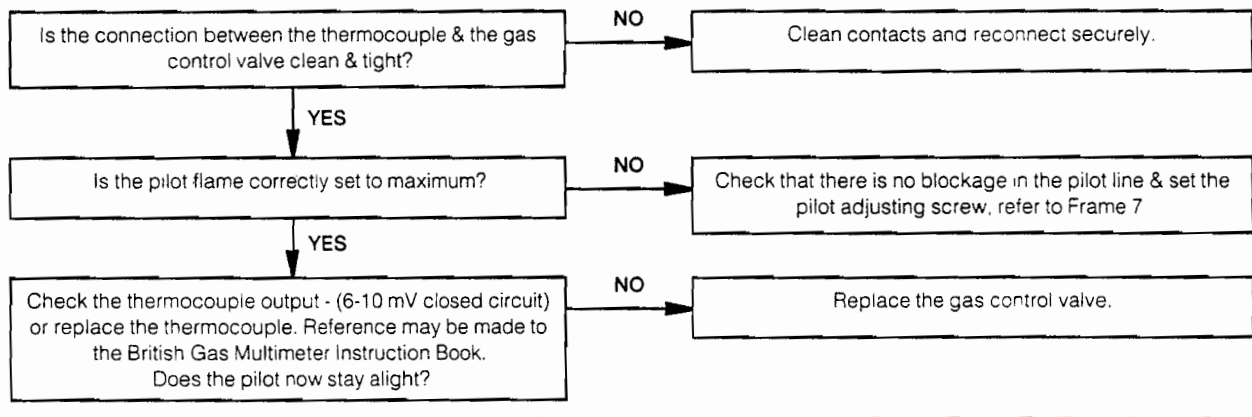 Is the connection between the thermocouple & the gas
control valve clean & tight?
NO
Clean contacts and reconnect securely.
YES
Is the pilot flame correctly set to maximum?
NO
Check that there is no blockage in the pilot line & set the
pilot adjusting screw, refer to Frame 7
YES
Check the thermocouple output - (6-10 mV closed circuit)
or replace the thermocouple. Reference may be made to
the British Gas Multimeter Instruction Book.
Does the pilot now stay alight?
NO
Replace the gas control valve.